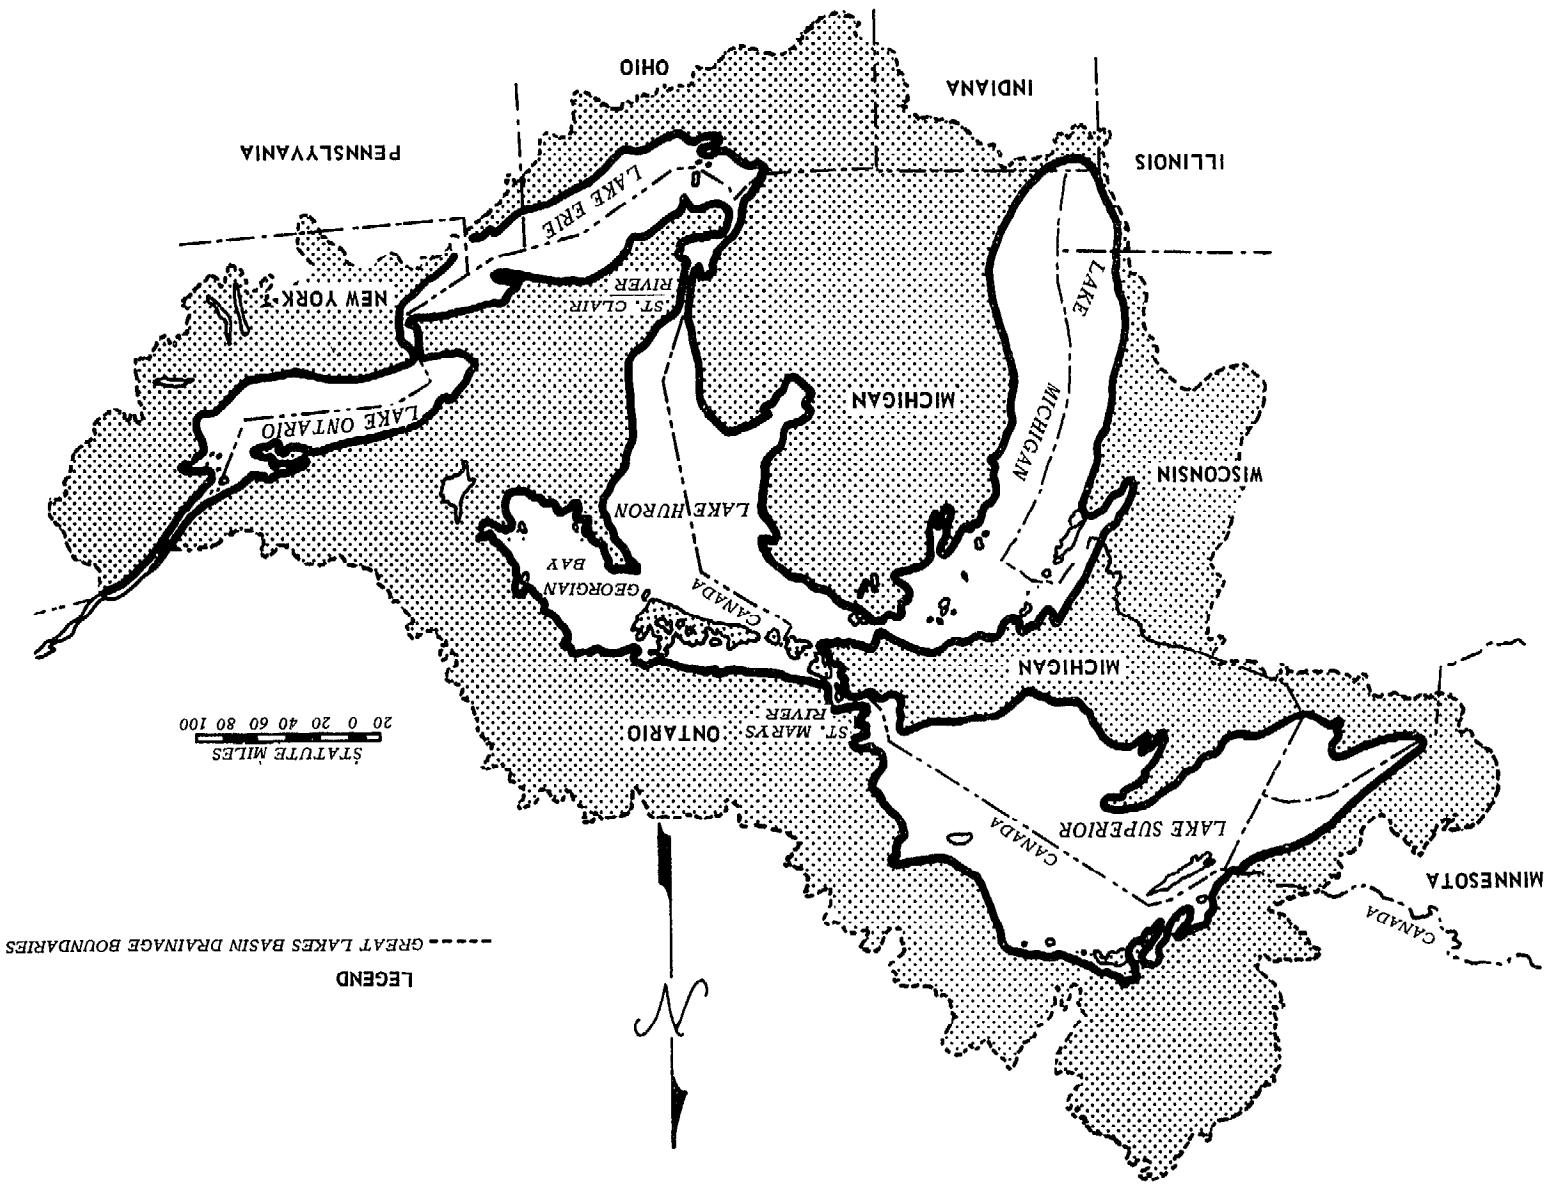 N
LEGEND
GREAT LAKES BASIN DRAINAGE BOUNDARIES
CANADA
MINNESOTA
LAKE SUPERIOR
CANADA
STATUTE MILES
20 0 20 40 60 80 100
ST. MARYS
RIVER
ONTARIO
MICHIGAN
CANADA
GEORGIAN
BAY
LAKE HURON
WISCONSIN
LAKE
MICHIGAN
MICHIGAN
LAKE ONTARIO
NEW YORK
ST. CLAIR
RIVER
LAKE ERIE
ILLINOIS
PENNSLYVANIA
INDIANA
OHIO